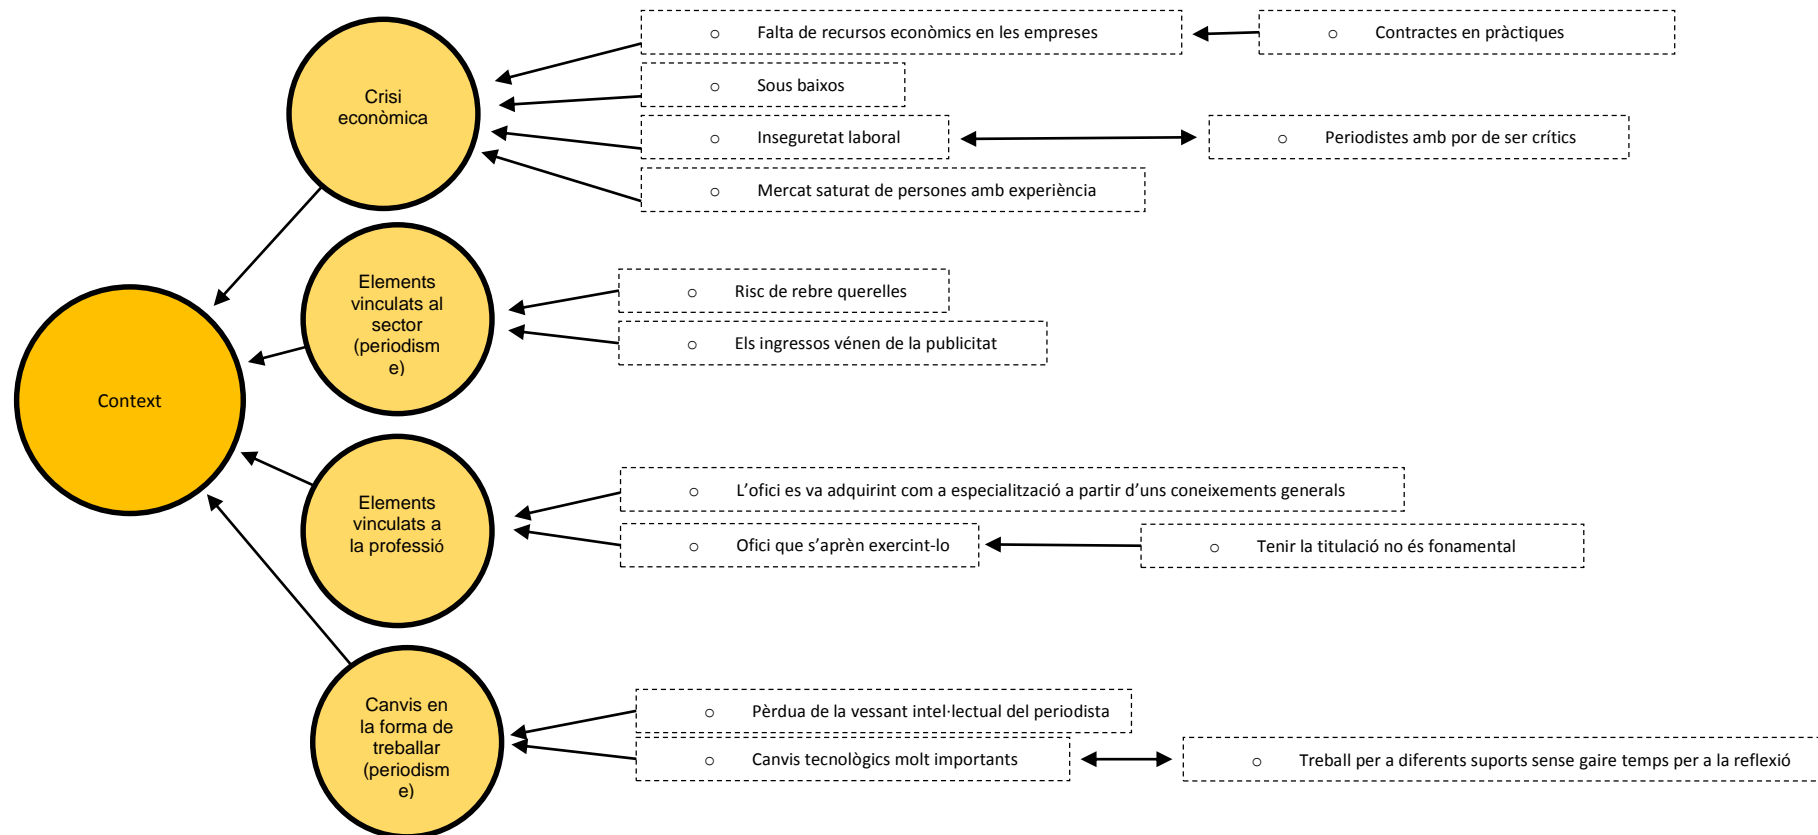 Context
Crisi
econòmica
o Falta de recursos econòmics en les empreses
o Contractes en pràctiques
o Sous baixos
o Inseguretat laboral
o Periodistes amb por de ser crítics
o Mercat saturat de persones amb experiència
Elements
vinculats al
sector
(periodism
e)
o Risc de rebre querelles
o Els ingressos vénen de la publicitat
Elements
vinculats a
la professió
o L’ofici es va adquirint com a especialització a partir d’uns coneixements generals
o Ofici que s’aprèn exercint-lo
o Tenir la titulació no és fonamental
Canvis en
la forma de
treballar
(periodism
e)
o Pèrdua de la vessant intel·lectual del periodista
o Canvis tecnològics molt importants
o Treball per a diferents suports sense gaire temps per a la reflexió